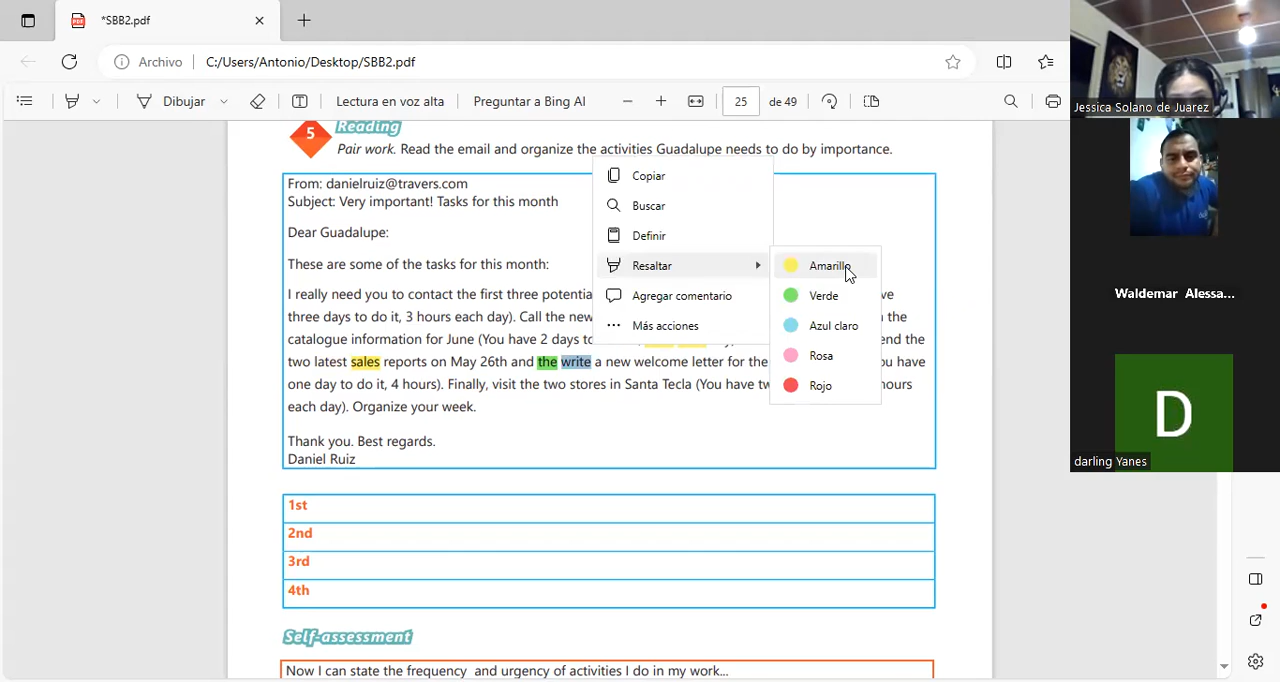 *SBB2.pdf
Archivo
C:/Users/Antonio/Desktop/SBB2.pdf
Dibujar
Lectura en voz alta
Preguntar a Bing AI
25
de 49
5
Reading
Pair work. Read the email and organize the activities Guadalupe needs to do by importance.
From: danielruiz@travers.com
Subject: Very important! Tasks for this month
Dear Guadalupe:
These are some of the tasks for this month:
I really need you to contact the first three
three days to do it, 3 hours each day). Call the new
the
catalogue information for June (You have 2 days
the
two latest sales reports on May 26th and the write a new welcome letter for the
have
one day to do it, 4 hours). Finally, visit the two stores in Santa Tecla (You have
hours
each day). Organize your week.
Thank you. Best regards.
Daniel Ruiz
Copiar
Buscar
Definir
Resaltar
Agregar comentario
Más acciones
Amarillo
Verde
Azul claro
Rosa
Rojo
1st
2nd
3rd
4th
Self-assessment
Now I can state the frequency and urgency of activities I do in my work...
Jessica Solano de Juarez
Waldemar Alessa...
D
darling Yanes